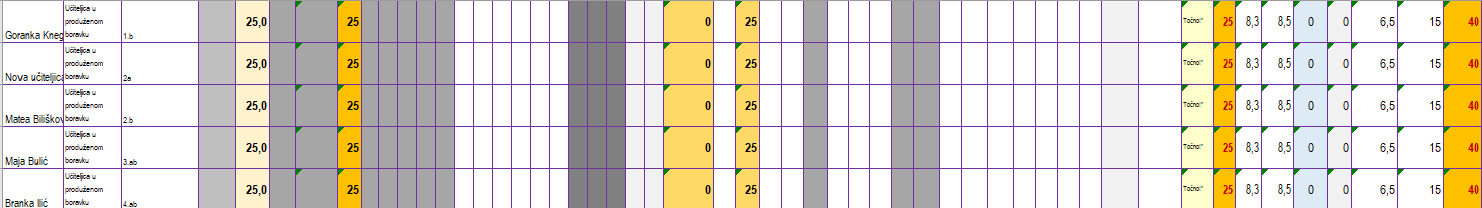 Goranka Kneg Učiteljica u produženom boravku 1.b 25,0 25 0 25 Točno!" 25 8,3 8,5 0 0 6,5 15 40
Nova učiteljica Učiteljica u produženom boravku 2a 25,0 25 0 25 Točno!" 25 8,3 8,5 0 0 6,5 15 40
Matea Biliškov Učiteljica u produženom boravku 2.b 25,0 25 0 25 Točno!" 25 8,3 8,5 0 0 6,5 15 40
Maja Bulić Učiteljica u produženom boravku 3.ab 25,0 25 0 25 Točno!" 25 8,3 8,5 0 0 6,5 15 40
Branka Ilić Učiteljica u produženom boravku 4.ab 25,0 25 0 25 Točno!" 25 8,3 8,5 0 0 6,5 15 40